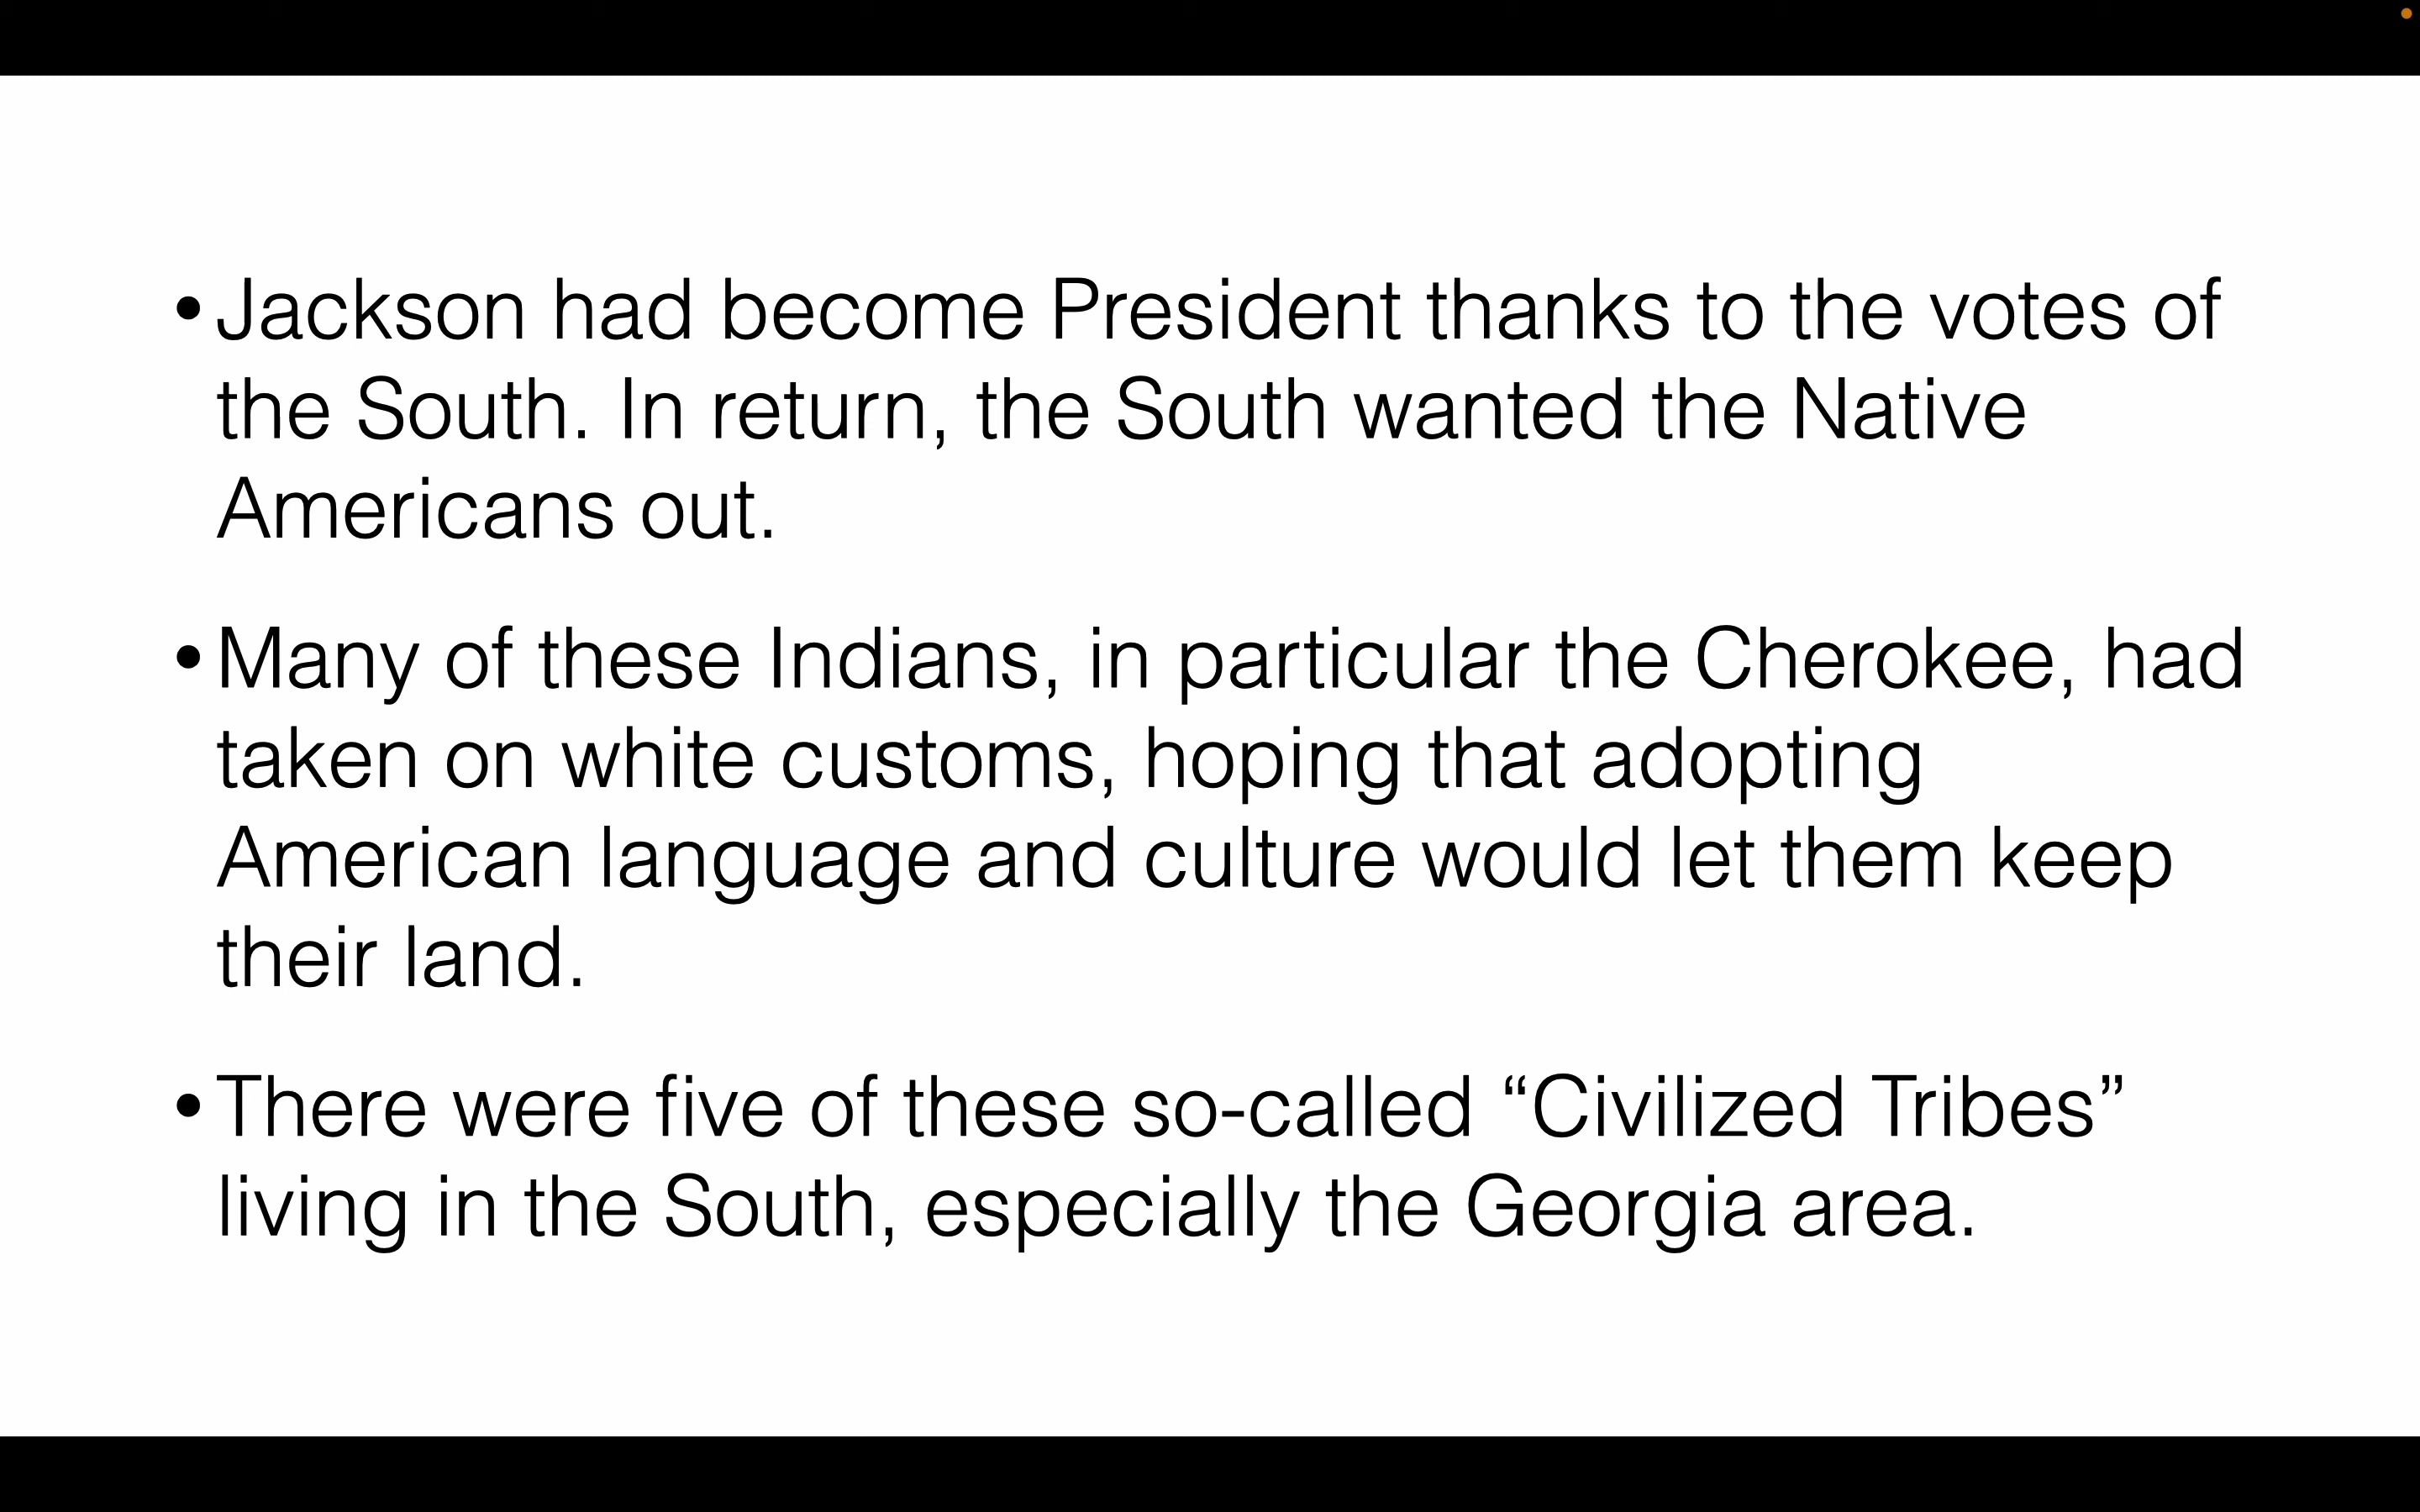 • Jackson had become President thanks to the votes of
the South. In return, the South wanted the Native
Americans out.
• Many of these Indians, in particular the Cherokee, had
taken on white customs, hoping that adopting
American language and culture would let them keep
their land.
• There were five of these so-called “Civilized Tribes”
living in the South, especially the Georgia area.